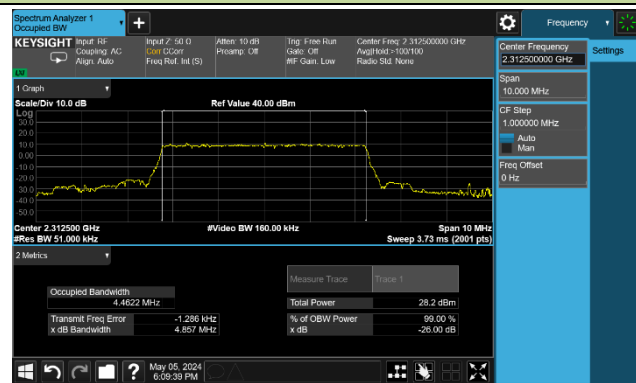 Spectrum Analyzer 1
Occupied BW
+
Frequency
KEYSIGHT
Input: RF
Coupling: AC
Align: Auto
Input Z: 50 Ω
Corr CCorr
Freq Ref: Int (S)
Atten: 10 dB
Preamp: Off
Trig: Free Run
Gate: Off
#IF Gain: Low
Center Freq: 2.312500000 GHz
Avg|Hold:>100/100
Radio Std: None
LXI
Center Frequency
2.312500000 GHz
Settings
Span
10.000 MHz
CF Step
1.000000 MHz
Auto
Man
Freq Offset
0 Hz
1 Graph
Scale/Div 10.0 dB
Ref Value 40.00 dBm
Log
30.0
20.0
10.0
0.00
-10.0
-20.0
-30.0
-40.0
-50.0
Center 2.312500 GHz
#Video BW 160.00 kHz
Span 10 MHz
#Res BW 51.000 kHz
Sweep 3.73 ms (2001 pts)
2 Metrics
Measure Trace
Trace 1
Occupied Bandwidth
4.4622 MHz
Total Power
28.2 dBm
Transmit Freq Error
-1.286 kHz
% of OBW Power
99.00 %
x dB Bandwidth
4.857 MHz
x dB
-26.00 dB
?
May 05, 2024
6:09:39 PM